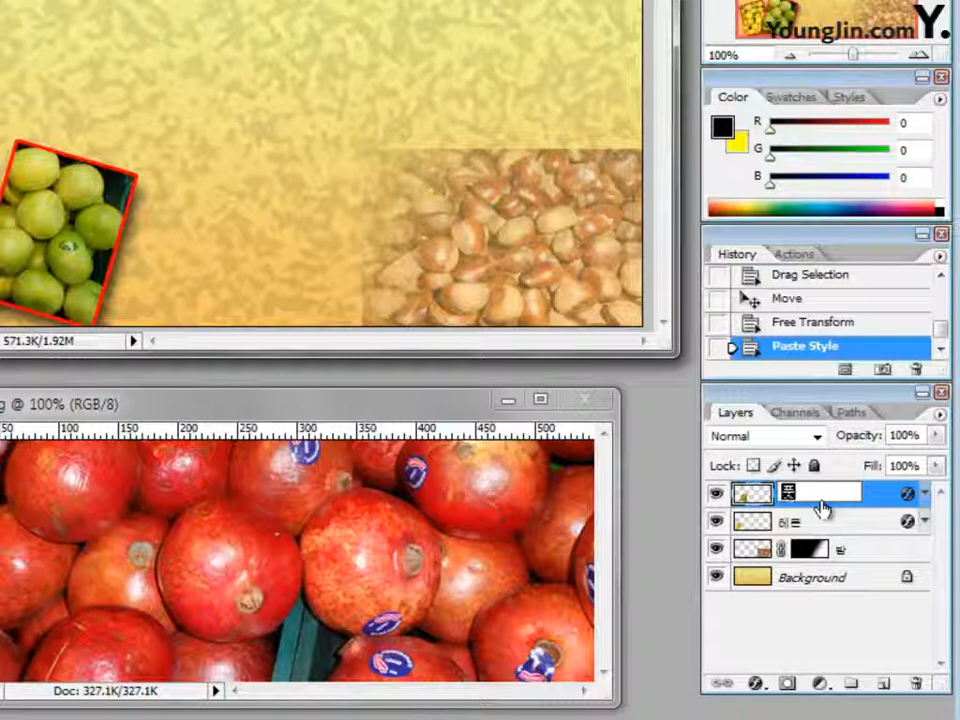 YoungJin.com Y.
100%
Color Swatches Styles
R 0
G 0
B 0
571.3K/1.92M
History Actions
Drag Selection
Move
Free Transform
Paste Style
g @ 100% (RGB/8)
50 100 150 200 250 300 350 400 450 500
Layers Channels Paths
Normal Opacity: 100%
Lock: Fill: 100%
Background
Doc: 327.1K/327.1K